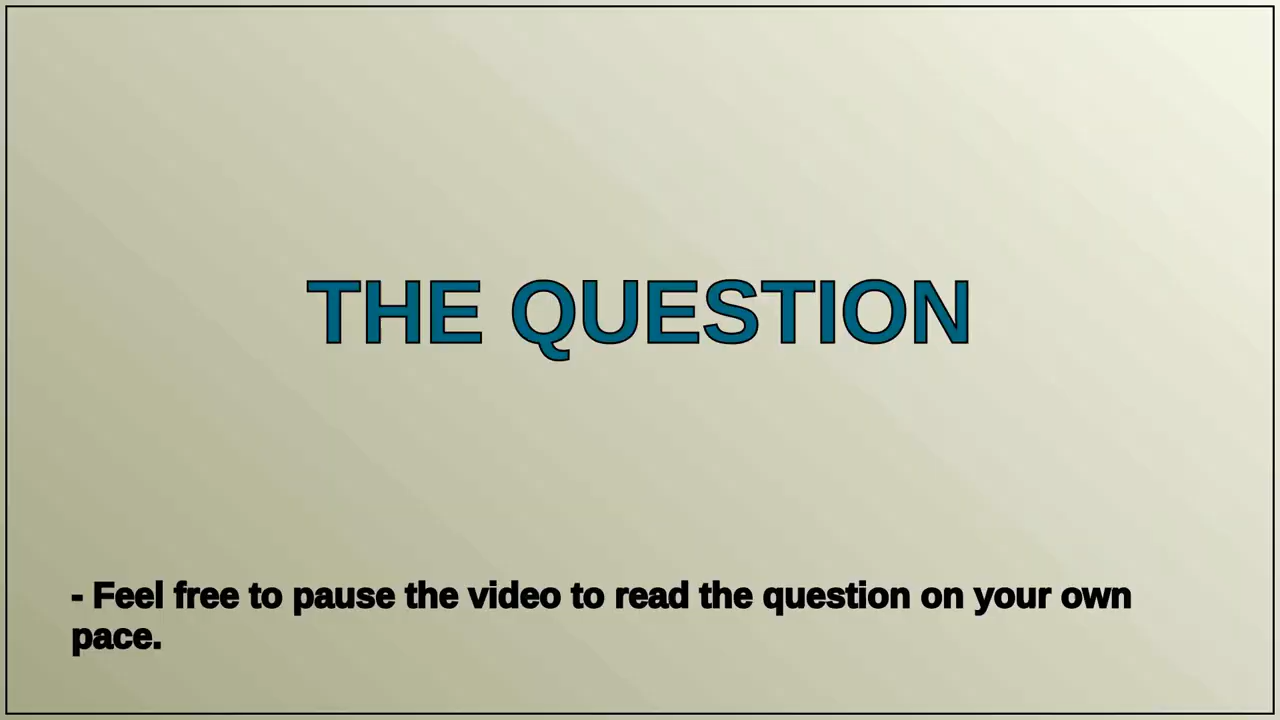 THE QUESTION
- Feel free to pause the video to read the question on your own
pace.